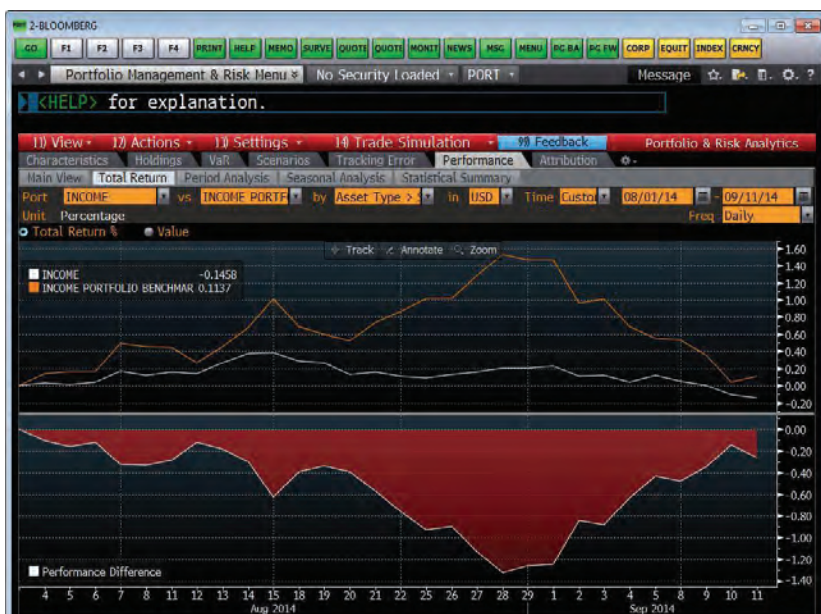 2-BLOOMBERG
GO F1 F2 F3 F4 PRINT HELP MEMO SURVE QUOTE QUOTE MONIT NEWS MSG MENU PG BA PG FW CORP EQUIT INDEX CRNCY
Portfolio Management & Risk Menu No Security Loaded PORT Message ?
<HELP> for explanation.
11) View 12) Actions 13) Settings 14) Trade Simulation 99) Feedback Portfolio & Risk Analytics
Characteristics Holdings VaR Scenarios Tracking Error Performance Attribution
Main View Total Return Period Analysis Seasonal Analysis Statistical Summary
Port INCOME vs INCOME PORTF by Asset Type > in USD Time Custo 08/01/14 - 09/11/14
Unit Percentage Freq Daily
Total Return % Value
Track Annotate Zoom
INCOME -0.1458
INCOME PORTFOLIO BENCHMAR 0.1137
1.60
1.40
1.20
1.00
0.80
0.60
0.40
0.20
0.00
-0.20
-0.00
-0.20
-0.40
-0.60
-0.80
-1.00
-1.20
-1.40
Performance Difference
4 5 6 7 8 11 12 13 14 15 18 19 20 21 22 25 26 27 28 29 1 2 3 4 5 8 9 10 11
Aug 2014 Sep 2014